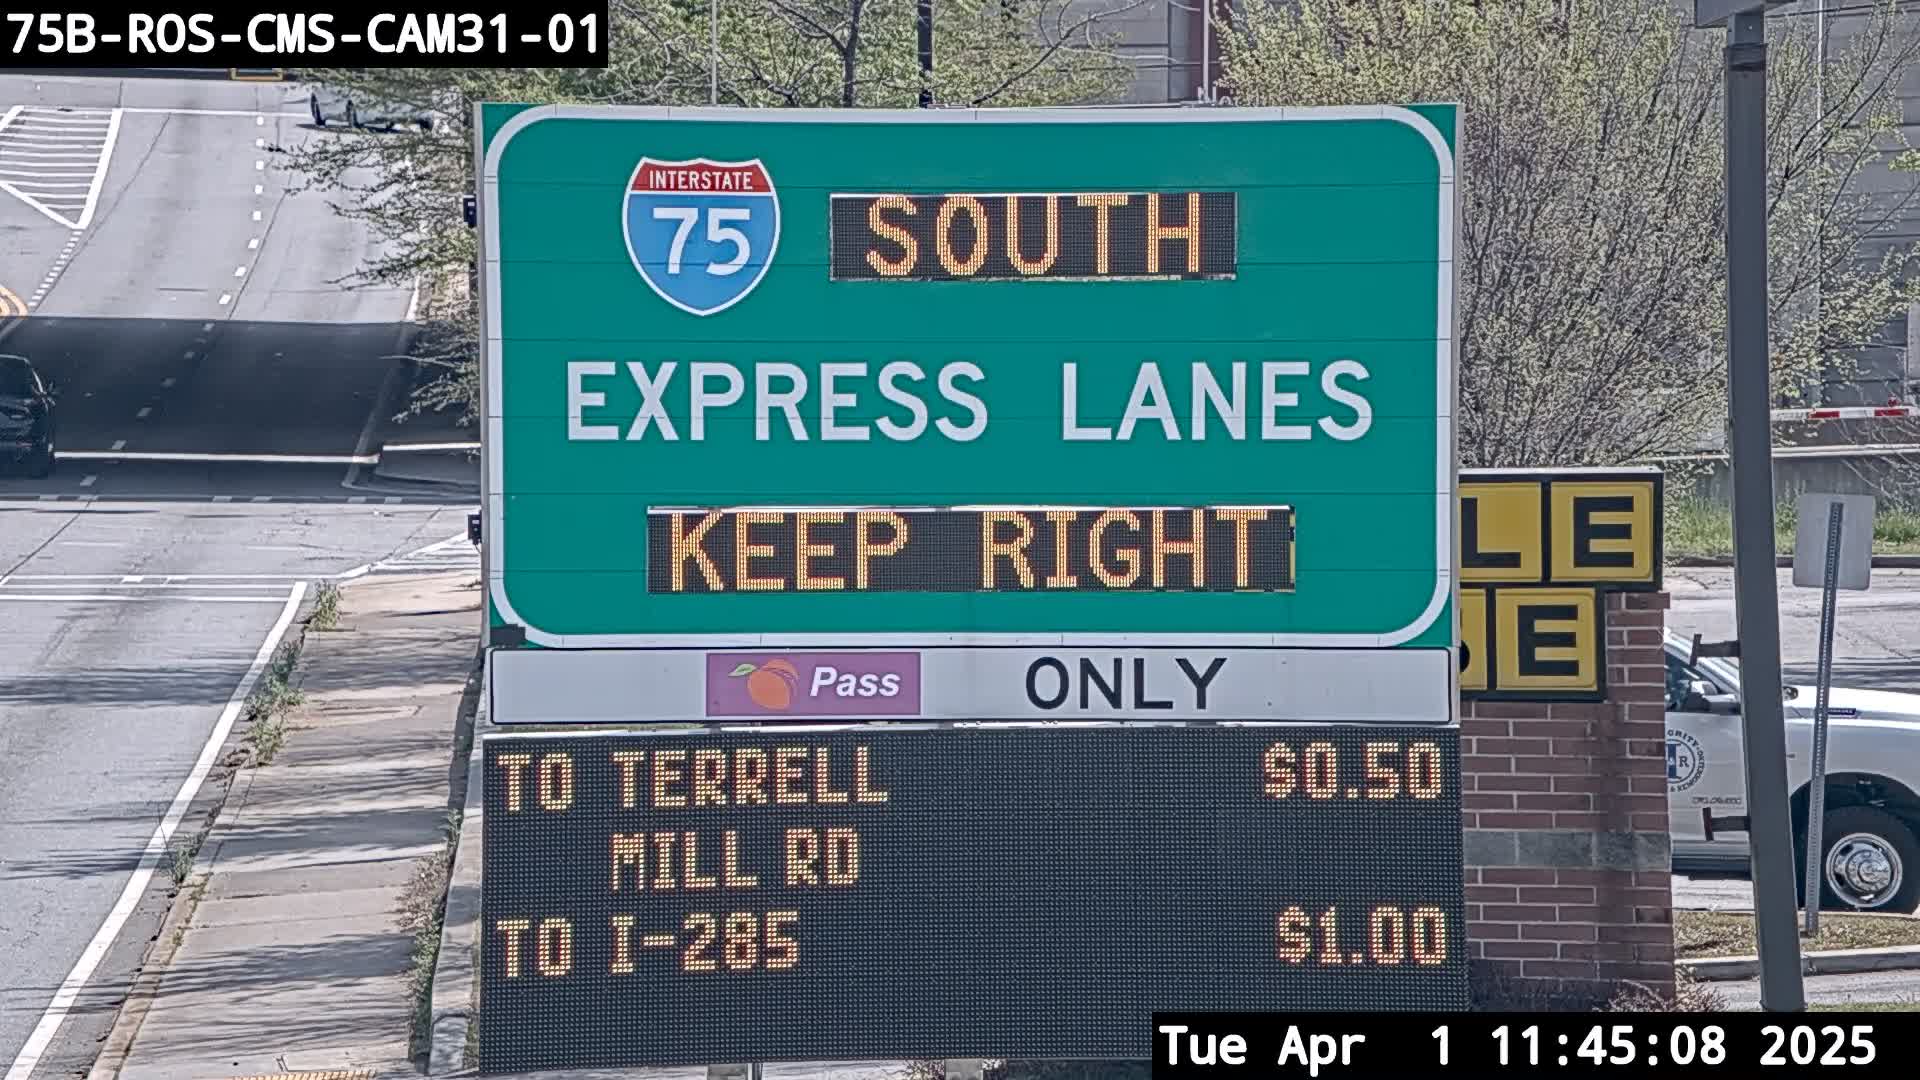 75B-ROS-CMS-CAM31-01
INTERSTATE
75
SOUTH
EXPRESS LANES
KEEP RIGHT
LE
E
Pass ONLY
TO TERRELL $0.50
MILL RD
TO I-285 $1.00
Tue Apr 1 11:45:08 2025